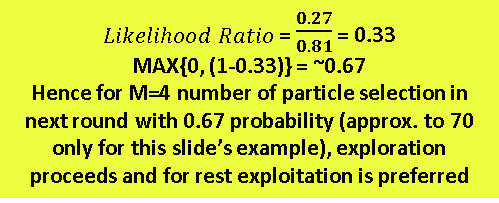 Likelihood Ratio = 0.27/0.81 = 0.33
MAX{0, (1-0.33)} = ~0.67
Hence for M=4 number of particle selection in
next round with 0.67 probability (approx. to 70
only for this slide's example), exploration
proceeds and for rest exploitation is preferred